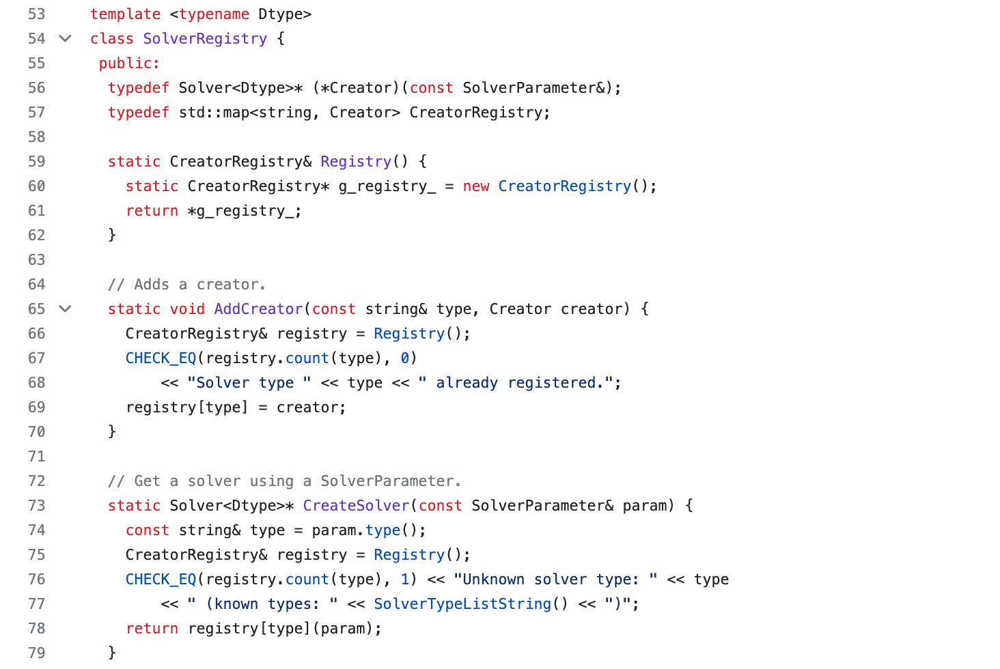 53 template <typename Dtype>
54 class SolverRegistry {
55 public:
56 typedef Solver<Dtype>* (*Creator)(const SolverParameter&);
57 typedef std::map<string, Creator> CreatorRegistry;
58
59 static CreatorRegistry& Registry() {
60 static CreatorRegistry* g_registry_ = new CreatorRegistry();
61 return *g_registry_;
62 }
63
64 // Adds a creator.
65 static void AddCreator(const string& type, Creator creator) {
66 CreatorRegistry& registry = Registry();
67 CHECK_EQ(registry.count(type), 0)
68 << "Solver type " << type << " already registered.";
69 registry[type] = creator;
70 }
71
72 // Get a solver using a SolverParameter.
73 static Solver<Dtype>* CreateSolver(const SolverParameter& param) {
74 const string& type = param.type();
75 CreatorRegistry& registry = Registry();
76 CHECK_EQ(registry.count(type), 1) << "Unknown solver type: " << type
77 << " (known types: " << SolverTypeListString() << ")";
78 return registry[type](param);
79 }